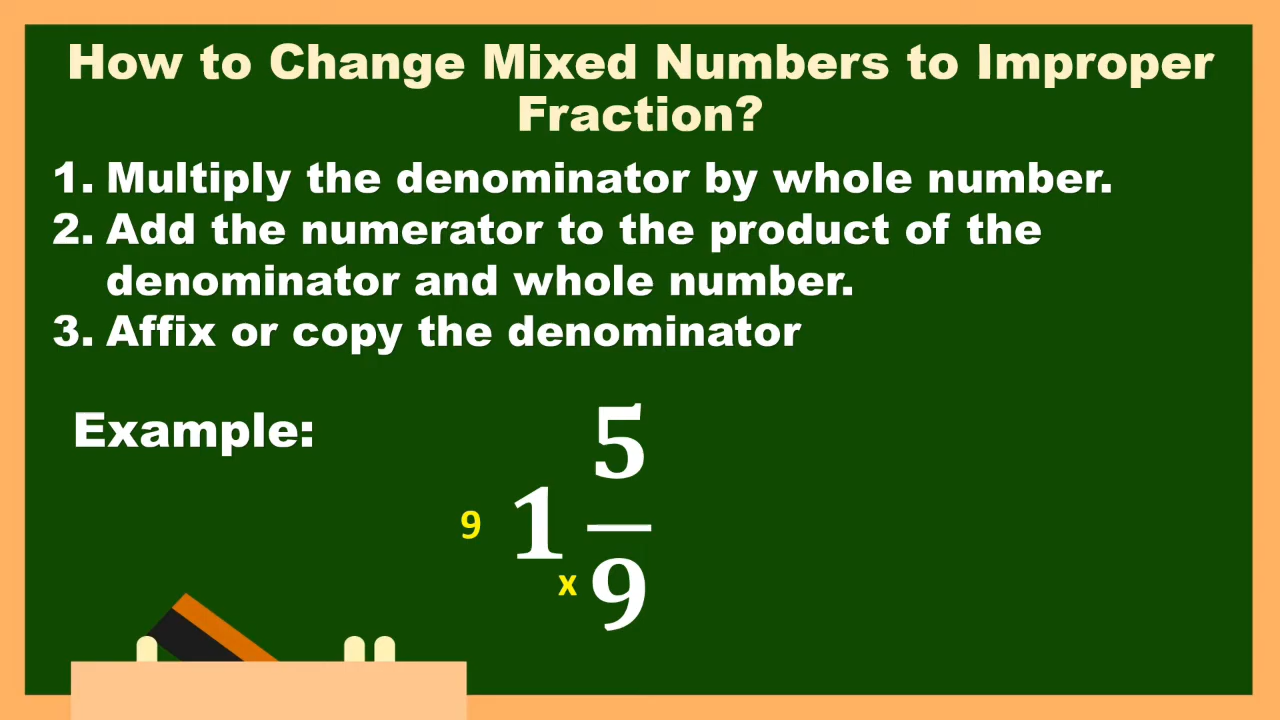 How to Change Mixed Numbers to Improper
Fraction?
1. Multiply the denominator by whole number.
2. Add the numerator to the product of the
denominator and whole number.
3. Affix or copy the denominator
Example:
5
9 1
x 9